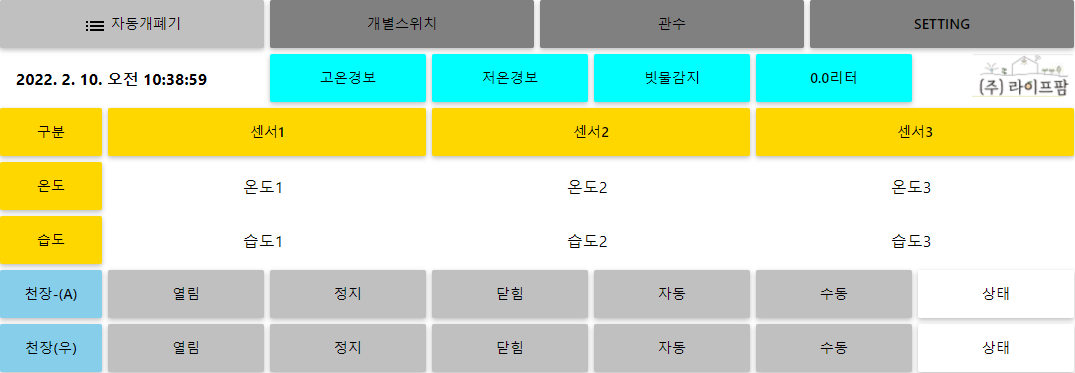 자동개폐기 개별스위치 관수 SETTING
2022. 2. 10. 오전 10:38:59 고온경보 저온경보 빗물감지 0.0리터 (주) 라이프팜
구분 센서1 센서2 센서3
온도 온도1 온도2 온도3
습도 습도1 습도2 습도3
천장-(A) 열림 정지 닫힘 자동 수동 상태
천장(우) 열림 정지 닫힘 자동 수동 상태